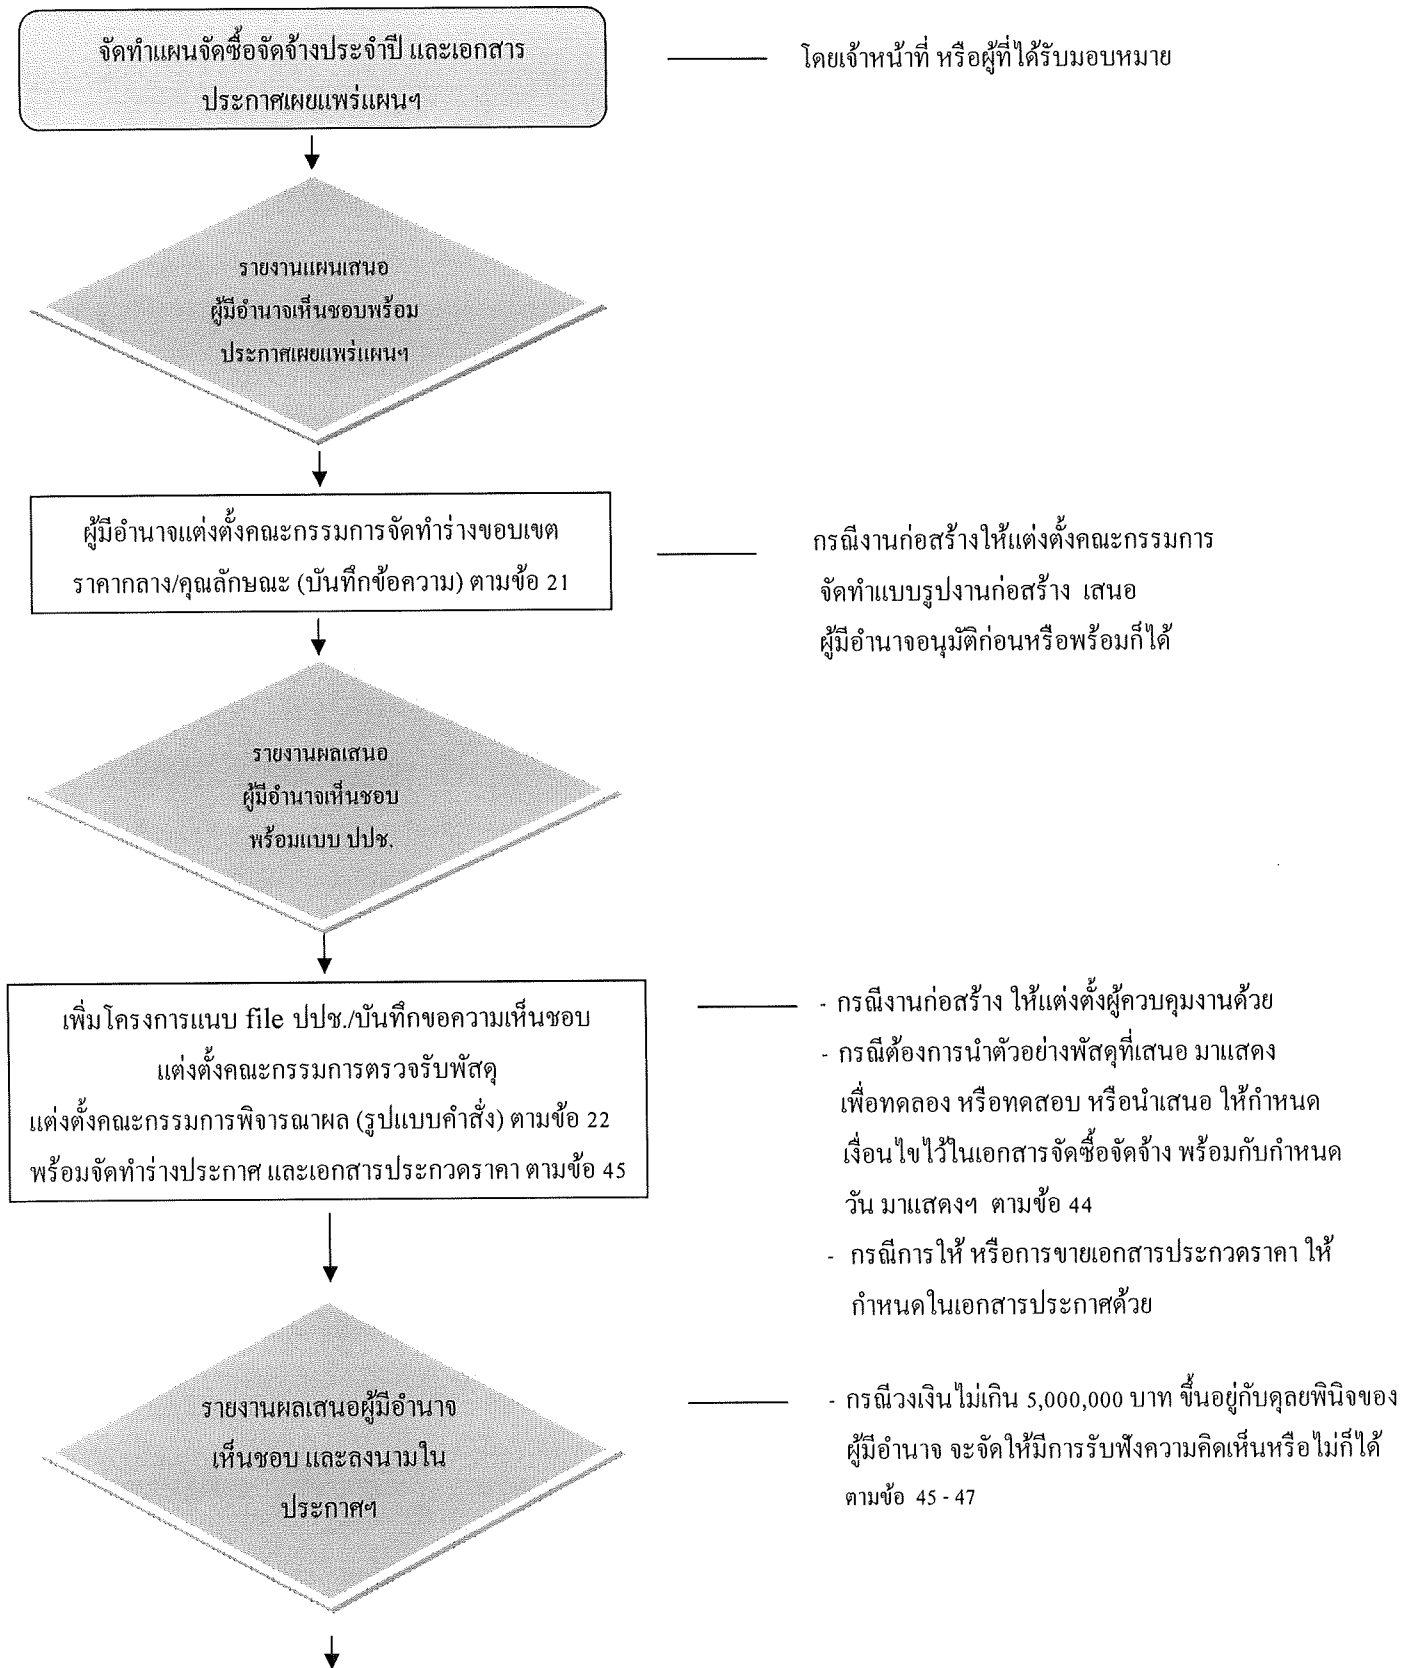 จัดทำแผนจัดซื้อจัดจ้างประจำปี และเอกสาร
ประกาศเผยแพร่แผนฯ
โดยเจ้าหน้าที่ หรือผู้ที่ได้รับมอบหมาย
รายงานแผนเสนอ
ผู้มีอำนาจเห็นชอบพร้อม
ประกาศเผยแพร่แผนฯ
ผู้มีอำนาจแต่งตั้งคณะกรรมการจัดทำร่างขอบเขต
ราคากลาง/คุณลักษณะ (บันทึกข้อความ) ตามข้อ 21
กรณีงานก่อสร้างให้แต่งตั้งคณะกรรมการ
จัดทำแบบรูปงานก่อสร้าง เสนอ
ผู้มีอำนาจอนุมัติก่อนหรือพร้อมก็ได้
รายงานผลเสนอ
ผู้มีอำนาจเห็นชอบ
พร้อมแบบ ปปช.
เพิ่มโครงการแนบ file ปปช./บันทึกขอความเห็นชอบ
แต่งตั้งคณะกรรมการตรวจรับพัสดุ
แต่งตั้งคณะกรรมการพิจารณาผล (รูปแบบคำสั่ง) ตามข้อ 22
พร้อมจัดทำร่างประกาศ และเอกสารประกวดราคา ตามข้อ 45
- กรณีงานก่อสร้าง ให้แต่งตั้งผู้ควบคุมงานด้วย
- กรณีต้องการนำตัวอย่างพัสดุที่เสนอ มาแสดง
เพื่อทดลอง หรือทดสอบ หรือนำเสนอ ให้กำหนด
เงื่อนไขไว้ในเอกสารจัดซื้อจัดจ้าง พร้อมกับกำหนด
วัน มาแสดงฯ ตามข้อ 44
- กรณีการให้ หรือการขายเอกสารประกวดราคา ให้
กำหนดในเอกสารประกาศด้วย
รายงานผลเสนอผู้มีอำนาจ
เห็นชอบ และลงนามใน
ประกาศฯ
- กรณีวงเงินไม่เกิน 5,000,000 บาท ขึ้นอยู่กับดุลยพินิจของ
ผู้มีอำนาจ จะจัดให้มีการรับฟังความคิดเห็นหรือไม่ก็ได้
ตามข้อ 45 - 47